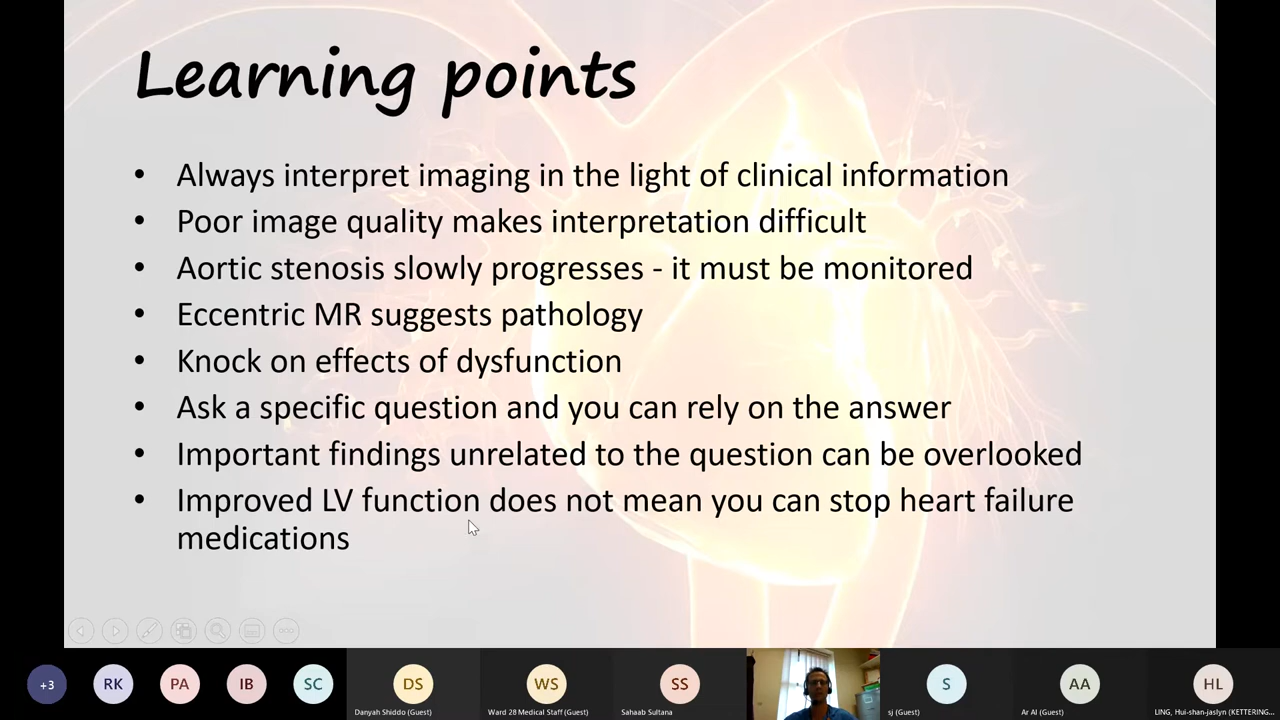 Learning points
• Always interpret imaging in the light of clinical information
• Poor image quality makes interpretation difficult
• Aortic stenosis slowly progresses - it must be monitored
• Eccentric MR suggests pathology
• Knock on effects of dysfunction
• Ask a specific question and you can rely on the answer
• Important findings unrelated to the question can be overlooked
• Improved LV function does not mean you can stop heart failure
medications
+3 RK PA IB SC DS WS SS S AA HL
Danyah Shiddo (Guest) Ward 28 Medical Staff (Guest) Sahaab Sultana sj (Guest) Ar Al (Guest) LING, Hui-shan-jaslyn (KETTERING...